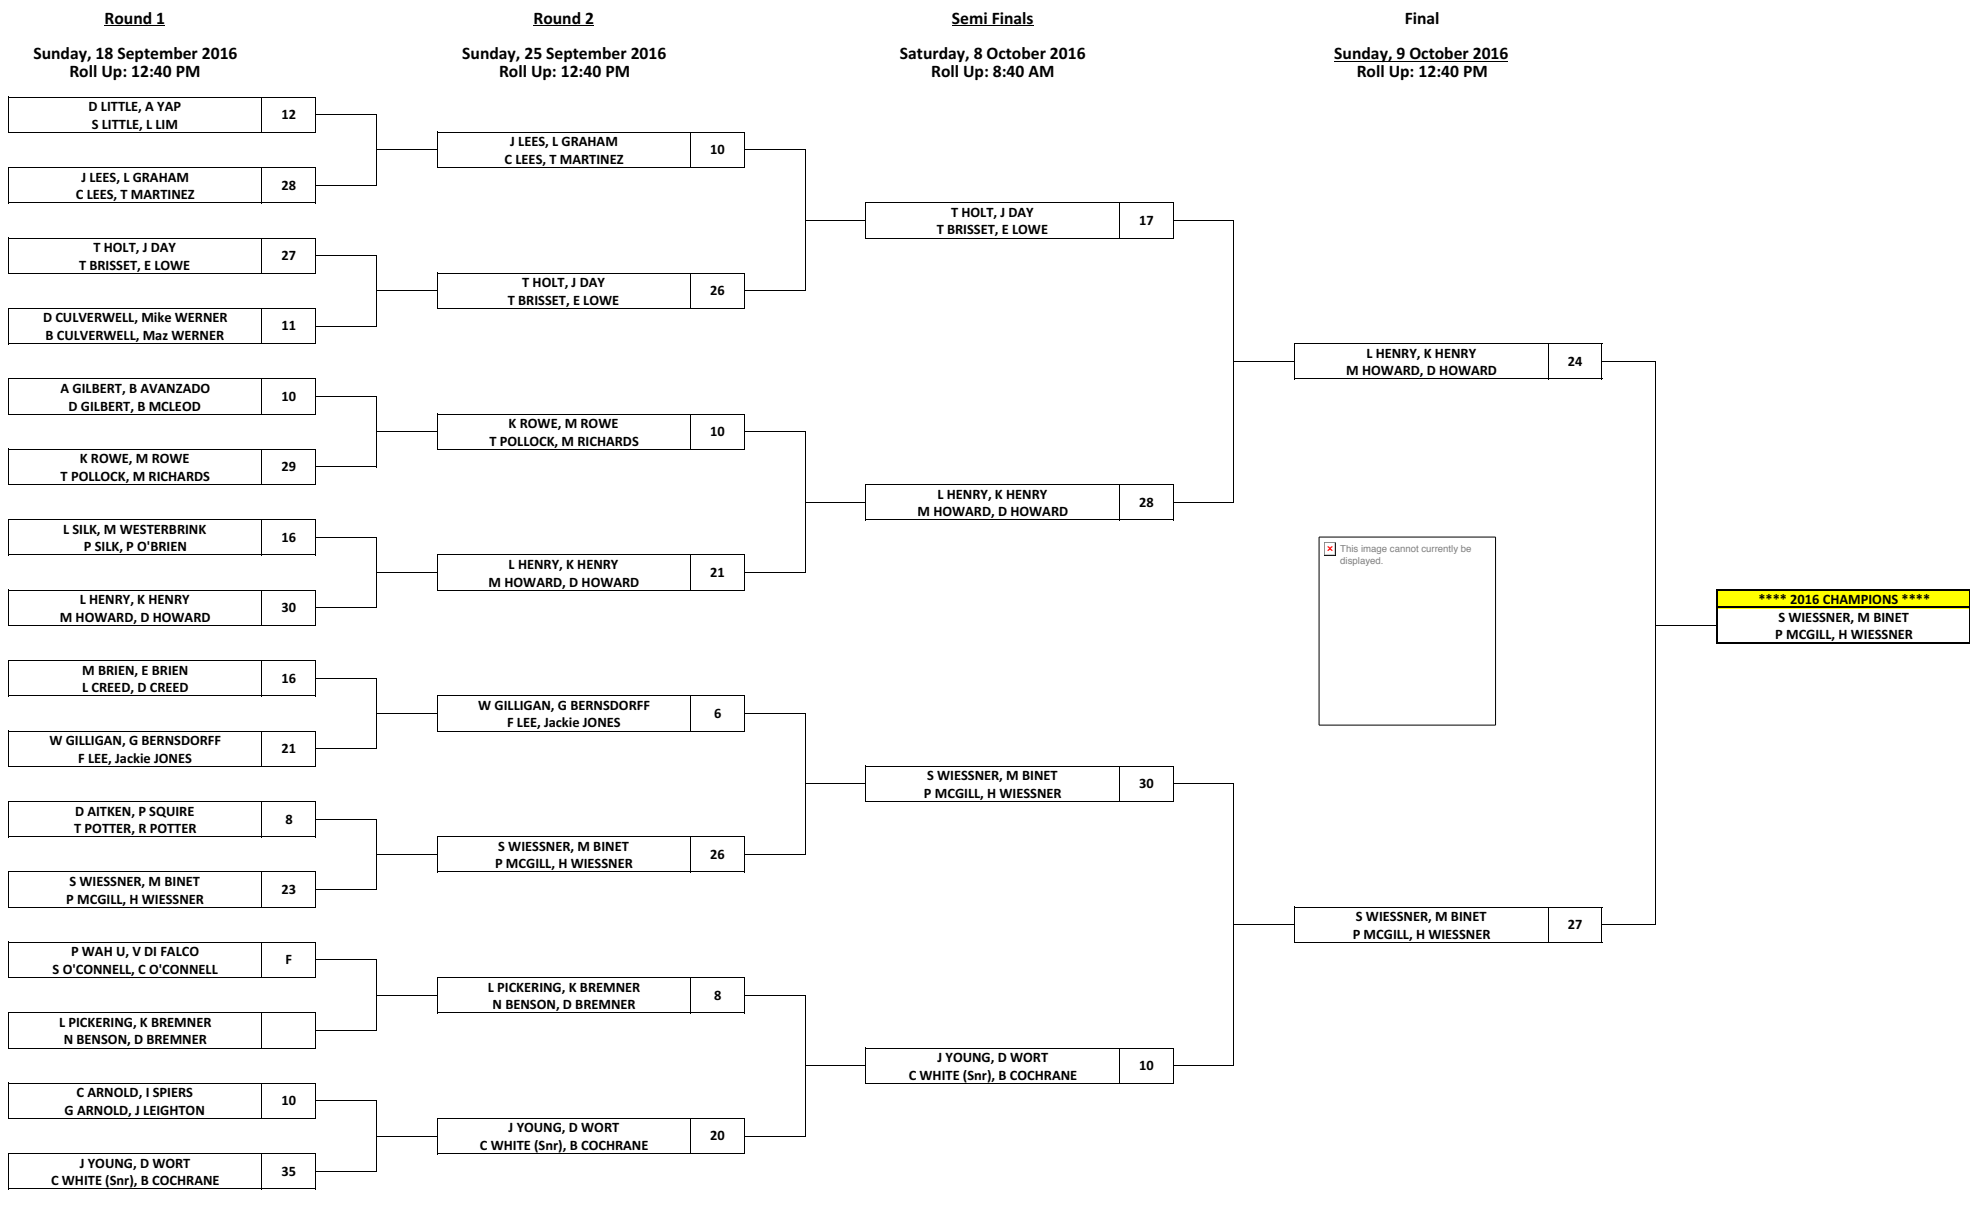 Round 1
Sunday, 18 September 2016
Roll Up: 12:40 PM
D LITTLE, A YAP
S LITTLE, L LIM
12
J LEES, L GRAHAM
C LEES, T MARTINEZ
28
T HOLT, J DAY
T BRISSET, E LOWE
27
D CULVERWELL, Mike WERNER
B CULVERWELL, Maz WERNER
11
A GILBERT, B AVANZADO
D GILBERT, B MCLEOD
10
K ROWE, M ROWE
T POLLOCK, M RICHARDS
29
L SILK, M WESTERBRINK
P SILK, P O'BRIEN
16
L HENRY, K HENRY
M HOWARD, D HOWARD
30
M BRIEN, E BRIEN
L CREED, D CREED
16
W GILLIGAN, G BERNSDORFF
F LEE, Jackie JONES
21
D AITKEN, P SQUIRE
T POTTER, R POTTER
8
S WIESSNER, M BINET
P MCGILL, H WIESSNER
23
P WAH U, V DI FALCO
S O'CONNELL, C O'CONNELL
F
L PICKERING, K BREMNER
N BENSON, D BREMNER
C ARNOLD, I SPIERS
G ARNOLD, J LEIGHTON
10
J YOUNG, D WORT
C WHITE (Snr), B COCHRANE
35
Round 2
Sunday, 25 September 2016
Roll Up: 12:40 PM
J LEES, L GRAHAM
C LEES, T MARTINEZ
10
T HOLT, J DAY
T BRISSET, E LOWE
26
K ROWE, M ROWE
T POLLOCK, M RICHARDS
10
L HENRY, K HENRY
M HOWARD, D HOWARD
21
W GILLIGAN, G BERNSDORFF
F LEE, Jackie JONES
6
S WIESSNER, M BINET
P MCGILL, H WIESSNER
26
L PICKERING, K BREMNER
N BENSON, D BREMNER
8
J YOUNG, D WORT
C WHITE (Snr), B COCHRANE
20
Semi Finals
Saturday, 8 October 2016
Roll Up: 8:40 AM
T HOLT, J DAY
T BRISSET, E LOWE
17
L HENRY, K HENRY
M HOWARD, D HOWARD
28
S WIESSNER, M BINET
P MCGILL, H WIESSNER
30
J YOUNG, D WORT
C WHITE (Snr), B COCHRANE
10
Final
Sunday, 9 October 2016
Roll Up: 12:40 PM
L HENRY, K HENRY
M HOWARD, D HOWARD
24
This image cannot currently be
displayed.
S WIESSNER, M BINET
P MCGILL, H WIESSNER
27
**** 2016 CHAMPIONS ****
S WIESSNER, M BINET
P MCGILL, H WIESSNER